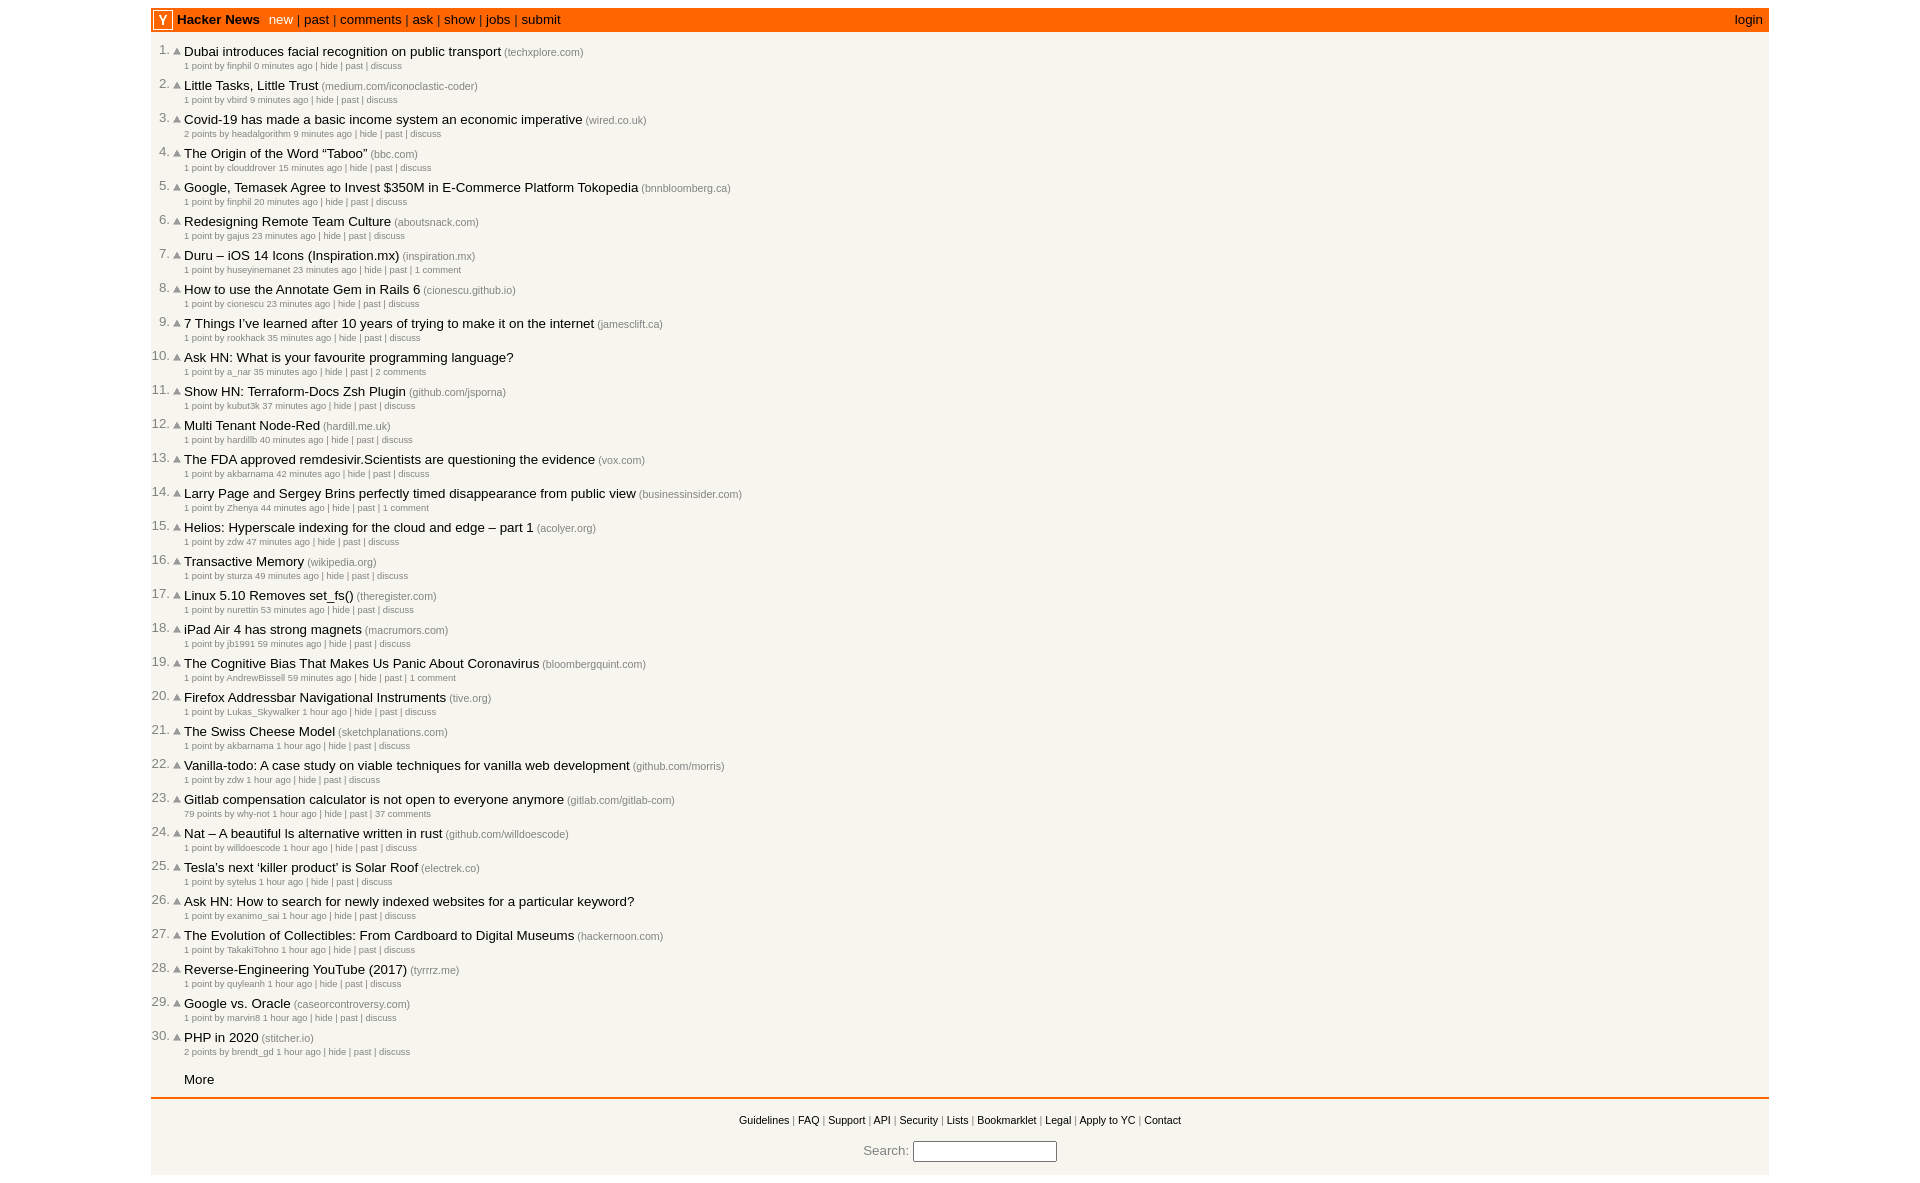 Y Hacker News new | past | comments | ask | show | jobs | submit login
1. Dubai introduces facial recognition on public transport (techxplore.com)
1 point by finphil 0 minutes ago | hide | past | discuss
2. Little Tasks, Little Trust (medium.com/iconoclastic-coder)
1 point by vbird 9 minutes ago | hide | past | discuss
3. Covid-19 has made a basic income system an economic imperative (wired.co.uk)
2 points by headalgorithm 9 minutes ago | hide | past | discuss
4. The Origin of the Word “Taboo” (bbc.com)
1 point by clouddrover 15 minutes ago | hide | past | discuss
5. Google, Temasek Agree to Invest $350M in E-Commerce Platform Tokopedia (bnnbloomberg.ca)
1 point by finphil 20 minutes ago | hide | past | discuss
6. Redesigning Remote Team Culture (aboutsnack.com)
1 point by gajus 23 minutes ago | hide | past | discuss
7. Duru – iOS 14 Icons (Inspiration.mx) (inspiration.mx)
1 point by huseyinemanet 23 minutes ago | hide | past | 1 comment
8. How to use the Annotate Gem in Rails 6 (cionescu.github.io)
1 point by cionescu 23 minutes ago | hide | past | discuss
9. 7 Things I’ve learned after 10 years of trying to make it on the internet (jamesclift.ca)
1 point by rookhack 35 minutes ago | hide | past | discuss
10. Ask HN: What is your favourite programming language?
1 point by a_nar 35 minutes ago | hide | past | 2 comments
11. Show HN: Terraform-Docs Zsh Plugin (github.com/jsporna)
1 point by kubut3k 37 minutes ago | hide | past | discuss
12. Multi Tenant Node-Red (hardill.me.uk)
1 point by hardillb 40 minutes ago | hide | past | discuss
13. The FDA approved remdesivir.Scientists are questioning the evidence (vox.com)
1 point by akbarnama 42 minutes ago | hide | past | discuss
14. Larry Page and Sergey Brins perfectly timed disappearance from public view (businessinsider.com)
1 point by Zhenya 44 minutes ago | hide | past | 1 comment
15. Helios: Hyperscale indexing for the cloud and edge – part 1 (acolyer.org)
1 point by zdw 47 minutes ago | hide | past | discuss
16. Transactive Memory (wikipedia.org)
1 point by sturza 49 minutes ago | hide | past | discuss
17. Linux 5.10 Removes set_fs() (theregister.com)
1 point by nurettin 53 minutes ago | hide | past | discuss
18. iPad Air 4 has strong magnets (macrumors.com)
1 point by jb1991 59 minutes ago | hide | past | discuss
19. The Cognitive Bias That Makes Us Panic About Coronavirus (bloombergquint.com)
1 point by AndrewBissell 59 minutes ago | hide | past | 1 comment
20. Firefox Addressbar Navigational Instruments (tive.org)
1 point by Lukas_Skywalker 1 hour ago | hide | past | discuss
21. The Swiss Cheese Model (sketchplanations.com)
1 point by akbarnama 1 hour ago | hide | past | discuss
22. Vanilla-todo: A case study on viable techniques for vanilla web development (github.com/morris)
1 point by zdw 1 hour ago | hide | past | discuss
23. Gitlab compensation calculator is not open to everyone anymore (gitlab.com/gitlab-com)
79 points by why-not 1 hour ago | hide | past | 37 comments
24. Nat – A beautiful ls alternative written in rust (github.com/willdoescode)
1 point by willdoescode 1 hour ago | hide | past | discuss
25. Tesla’s next ‘killer product’ is Solar Roof (electrek.co)
1 point by sytelus 1 hour ago | hide | past | discuss
26. Ask HN: How to search for newly indexed websites for a particular keyword?
1 point by exanimo_sai 1 hour ago | hide | past | discuss
27. The Evolution of Collectibles: From Cardboard to Digital Museums (hackernoon.com)
1 point by TakakiTohno 1 hour ago | hide | past | discuss
28. Reverse-Engineering YouTube (2017) (tyrrrz.me)
1 point by quyleanh 1 hour ago | hide | past | discuss
29. Google vs. Oracle (caseorcontroversy.com)
1 point by marvin8 1 hour ago | hide | past | discuss
30. PHP in 2020 (stitcher.io)
2 points by brendt_gd 1 hour ago | hide | past | discuss
More
Guidelines | FAQ | Support | API | Security | Lists | Bookmarklet | Legal | Apply to YC | Contact
Search: